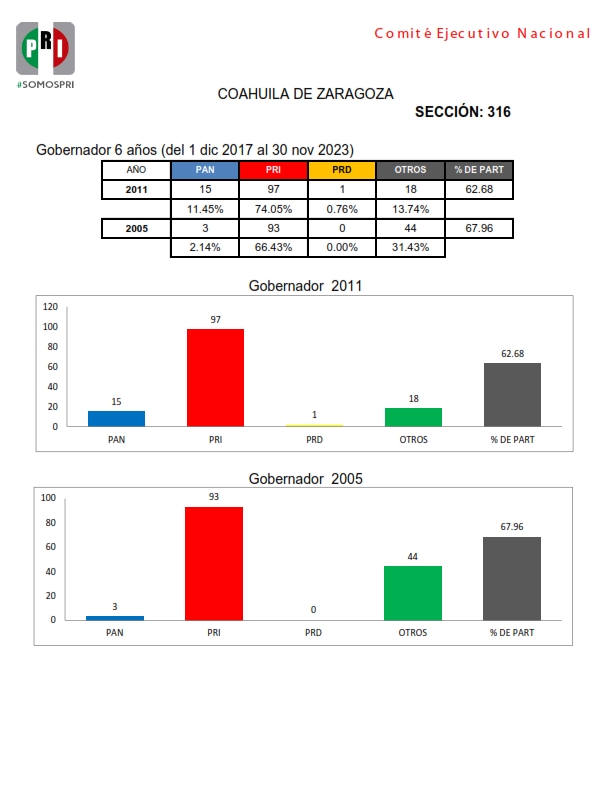 Comité Ejecutivo Nacional
PRI
#SOMOSPRI
COAHUILA DE ZARAGOZA
SECCIÓN: 316
Gobernador 6 años (del 1 dic 2017 al 30 nov 2023)
AÑO PAN PRI PRD OTROS % DE PART
2011 15 97 1 18 62.68
11.45% 74.05% 0.76% 13.74%
2005 3 93 0 44 67.96
2.14% 66.43% 0.00% 31.43%
Gobernador 2011
120
100
80
60
40
20
0
15
97
1
18
62.68
PAN PRI PRD OTROS % DE PART
Gobernador 2005
100
80
60
40
20
0
3
93
0
44
67.96
PAN PRI PRD OTROS % DE PART